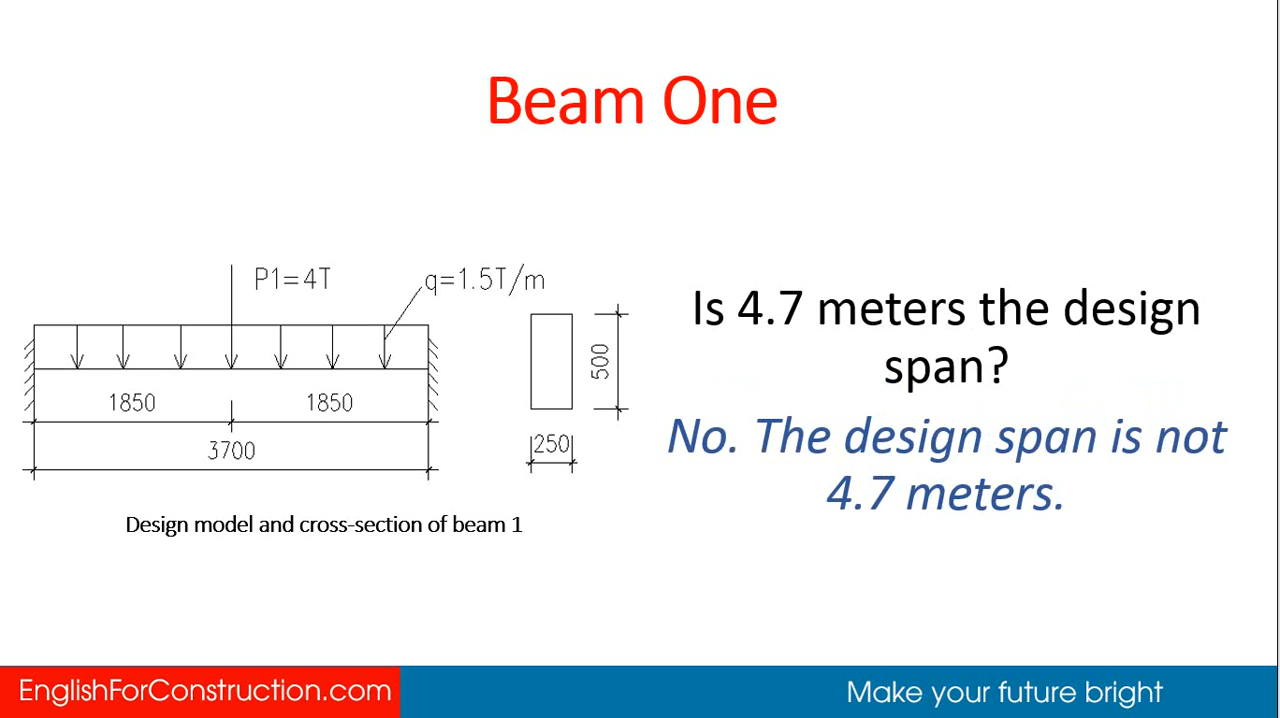 Beam One
P1=4T
q=1.5T/m
1850
1850
3700
500
250
Design model and cross-section of beam 1
Is 4.7 meters the design
span?
No. The design span is not
4.7 meters.
EnglishForConstruction.com
Make your future bright